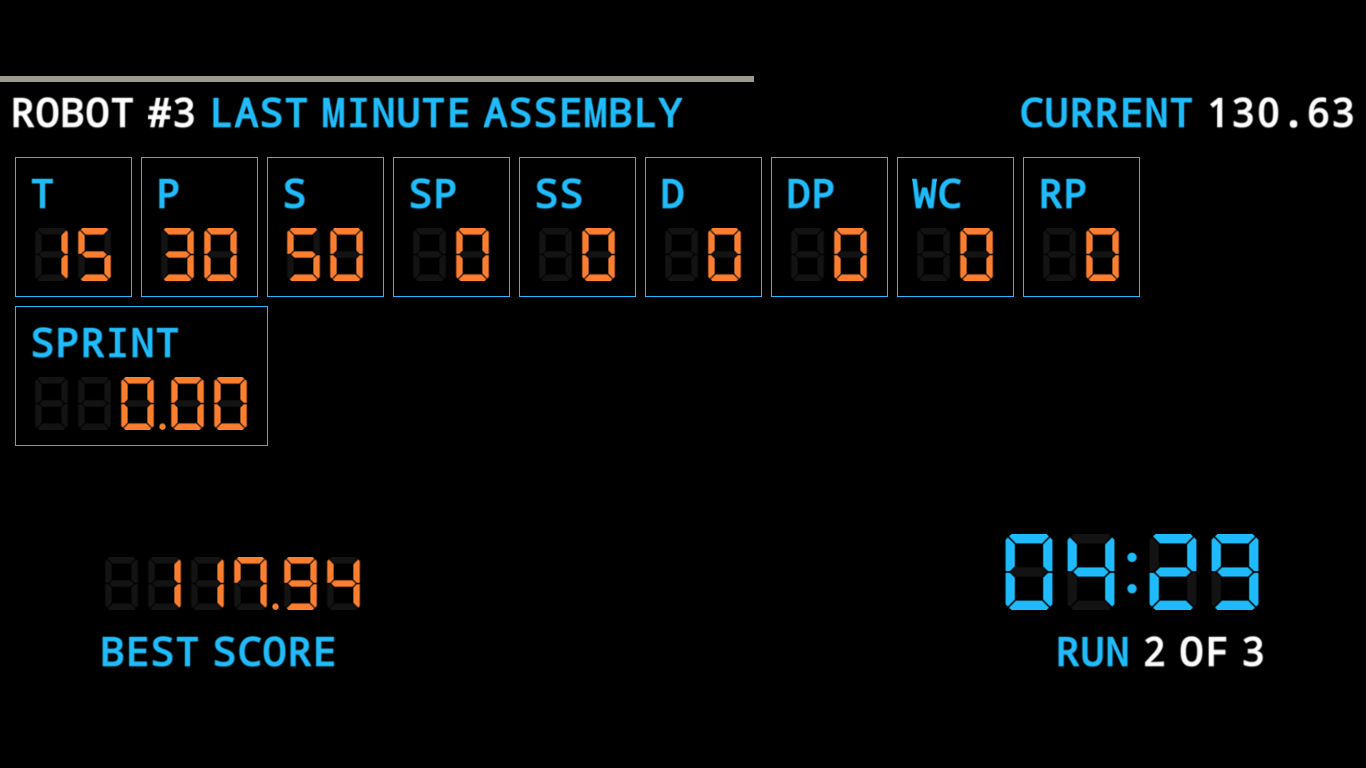 ROBOT #3 LAST MINUTE ASSEMBLY CURRENT 130.63
T P S SP SS D DP WC RP
15 30 50 0 0 0 0 0 0
SPRINT
0.00
117.94 04:29
BEST SCORE RUN 2 OF 3